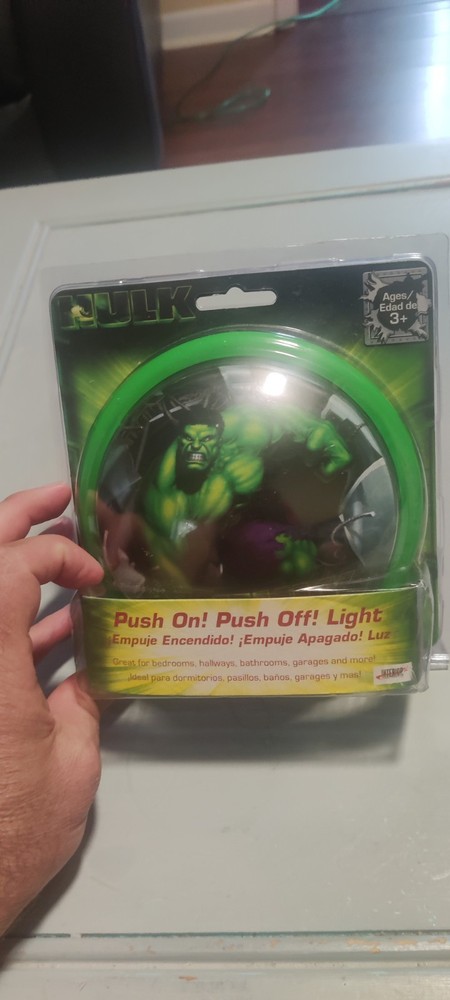 HULK
Ages/
Edad de
3+
Push On! Push Off! Light
¡Empuje Encendido! ¡Empuje Apagado! Luz
Great for bedrooms, hallways, bathrooms, garages and more!
¡Ideal para dormitorios, pasillos, baños, garages y mas!